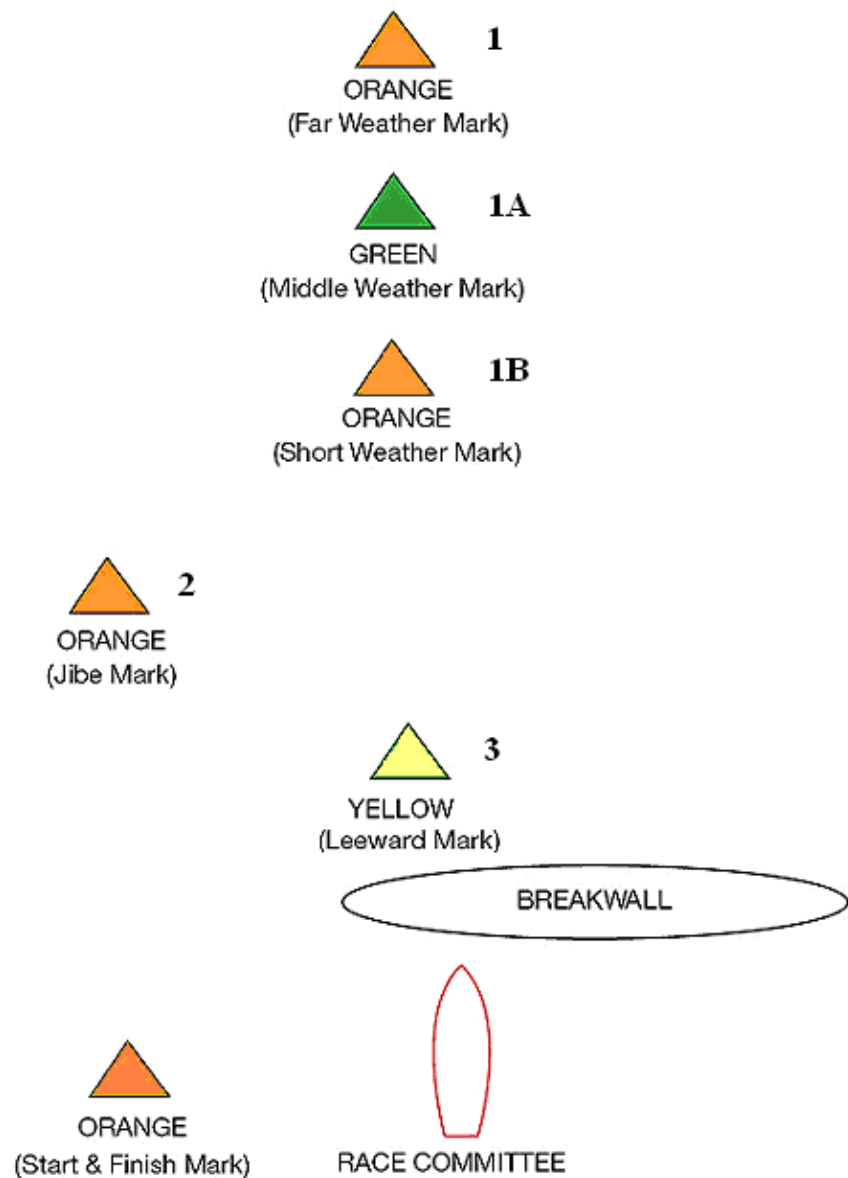 1
ORANGE
(Far Weather Mark)
1A
GREEN
(Middle Weather Mark)
1B
ORANGE
(Short Weather Mark)
2
ORANGE
(Jibe Mark)
3
YELLOW
(Leeward Mark)
BREAKWALL
ORANGE
(Start & Finish Mark)
RACE COMMITTEE